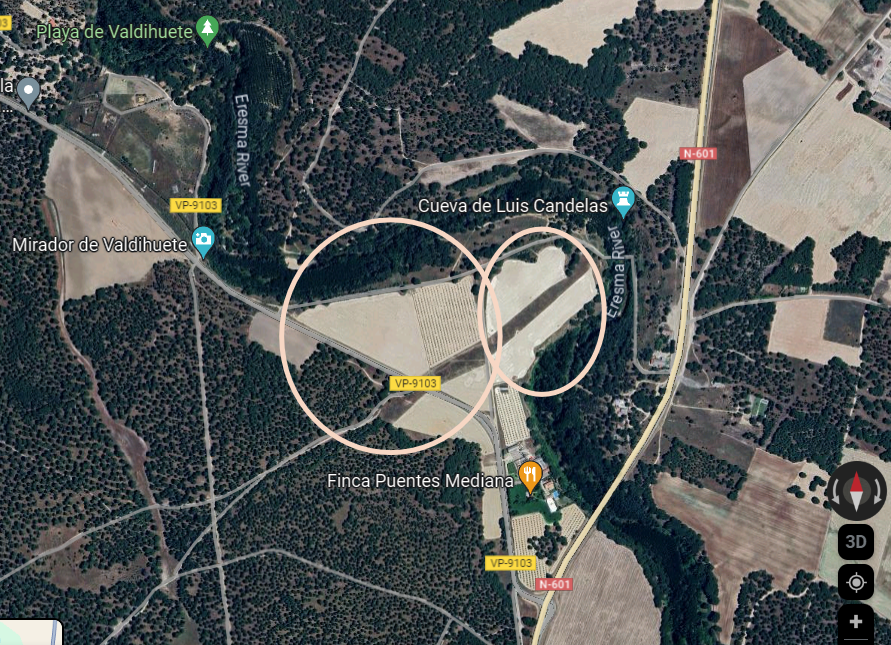 Playa de Valdihuete
Eresma River
N-601
VP-9103
Cueva de Luis Candelas
Mirador de Valdihuete
Eresma River
VP-9103
Finca Puentes Mediana
3D
VP-9103
N-601
+